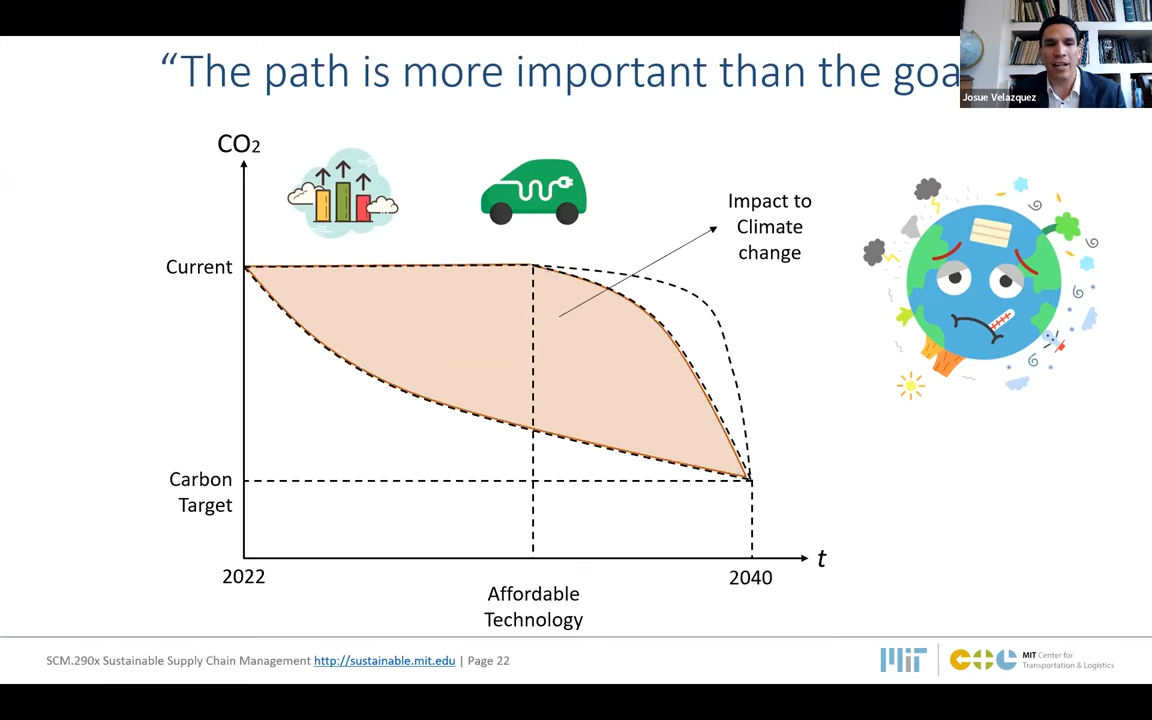 “The path is more important than the goa
Josue Velazquez
CO₂
Impact to
Climate
change
Current
Carbon
Target
t
2022
2040
Affordable
Technology
SCM.290x Sustainable Supply Chain Management http://sustainable.mit.edu | Page 22
MIT
MIT Center for
Transportation & Logistics